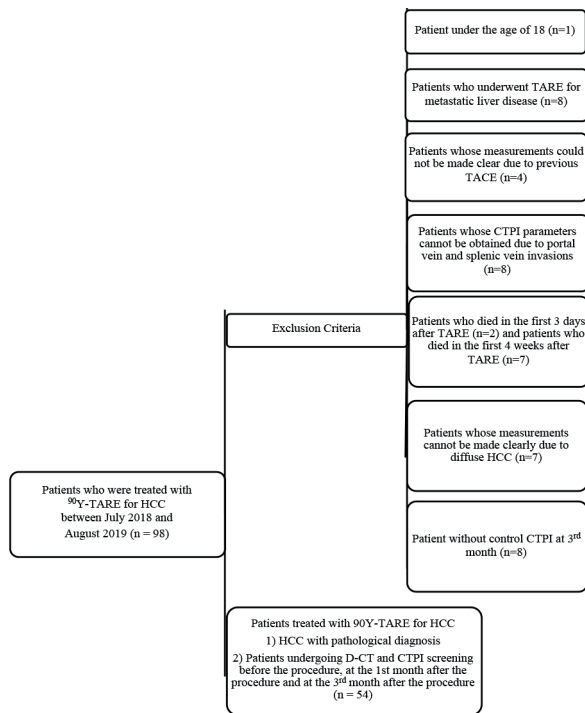 Patient under the age of 18 (n=1)
Patients who underwent TARE for
metastatic liver disease
(n=8)
Patients whose measurements could
not be made clear due to previous
TACE (n=4)
Patients whose CTPI parameters
cannot be obtained due to portal
vein and splenic vein invasions
(n=8)
Exclusion Criteria
Patients who died in the first 3 days
after TARE (n=2) and patients who
died in the first 4 weeks after
TARE (n=7)
Patients whose measurements
cannot be made clearly due to
diffuse HCC (n=7)
Patients who were treated with
⁹⁰Y-TARE for HCC
between July 2018 and
August 2019 (n = 98)
Patient without control CTPI at 3ʳᵈ
month (n=8)
Patients treated with 90Y-TARE for HCC
1) HCC with pathological diagnosis
2) Patients undergoing D-CT and CTPI screening
before the procedure, at the 1st month after the
procedure and at the 3ʳᵈ month after the procedure
(n = 54)